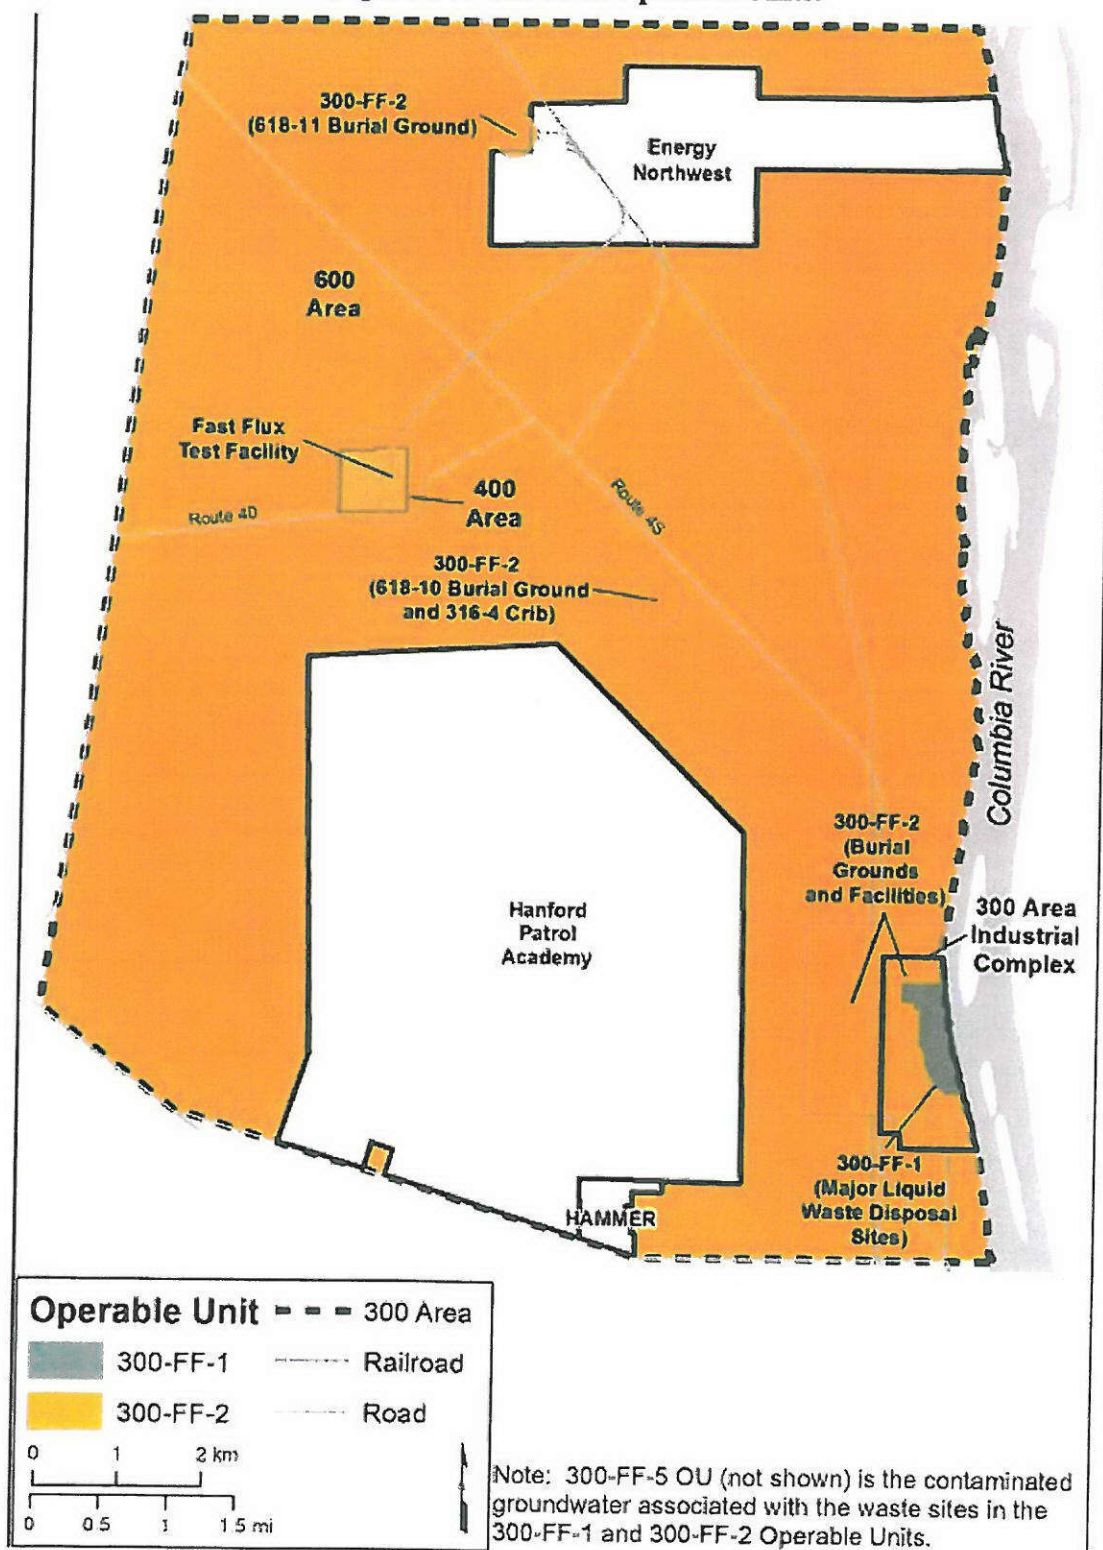 300-FF-2
(618-11 Burial Ground)
Energy
Northwest
600
Area
Fast Flux
Test Facility
400
Area
Route 4D
Route 4S
300-FF-2
(618-10 Burial Ground
and 316-4 Crib)
Columbia River
300-FF-2
(Burial
Grounds
and Facilities)
300 Area
Industrial
Complex
Hanford
Patrol
Academy
300-FF-1
(Major Liquid
Waste Disposal
Sites)
HAMMER
Operable Unit
300 Area
300-FF-1
Railroad
300-FF-2
Road
0 1 2 km
0 0.5 1 1.5 mi
Note: 300-FF-5 OU (not shown) is the contaminated
groundwater associated with the waste sites in the
300-FF-1 and 300-FF-2 Operable Units.